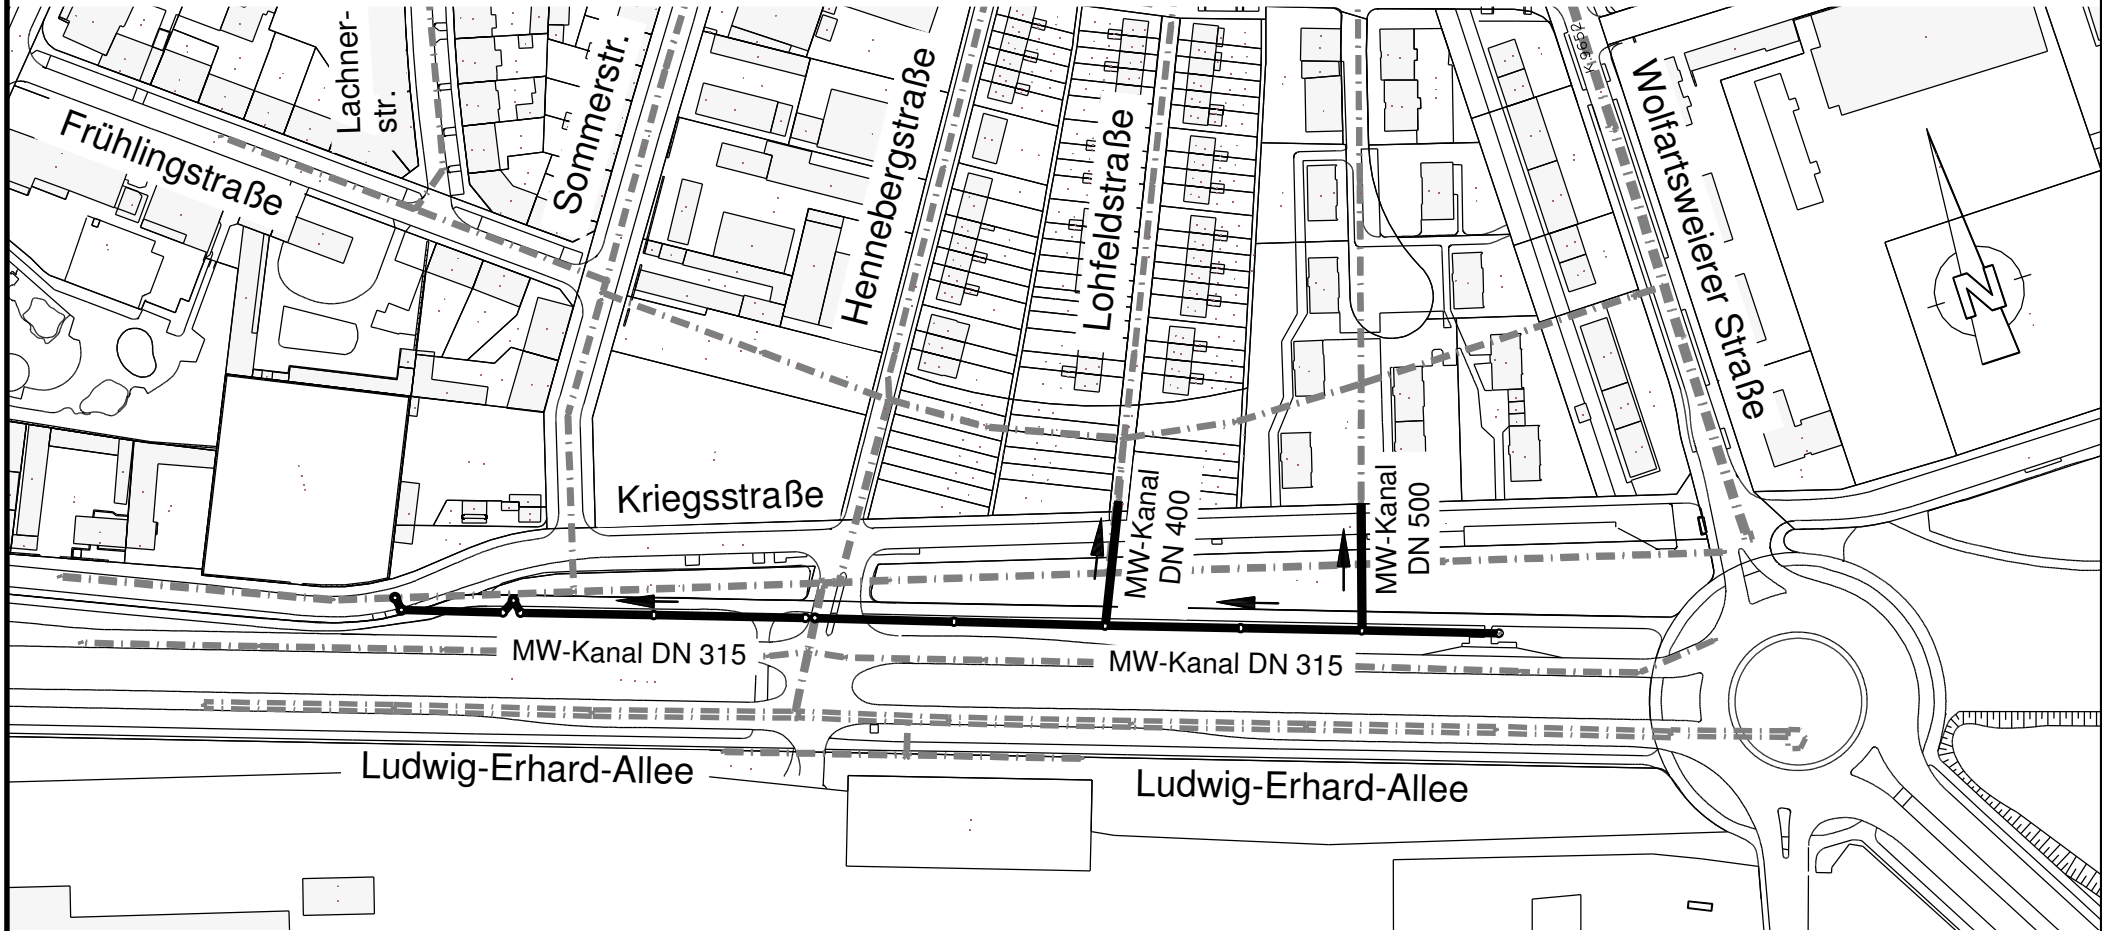 Lachner-
str.
Sommerstr.
Frühlingstraße
Hennebergstraße
Lohfeldstraße
K 9652
Wolfartsweierer Straße
N
Kriegsstraße
MW-Kanal
DN 400
MW-Kanal
DN 500
MW-Kanal DN 315
MW-Kanal DN 315
Ludwig-Erhard-Allee
Ludwig-Erhard-Allee